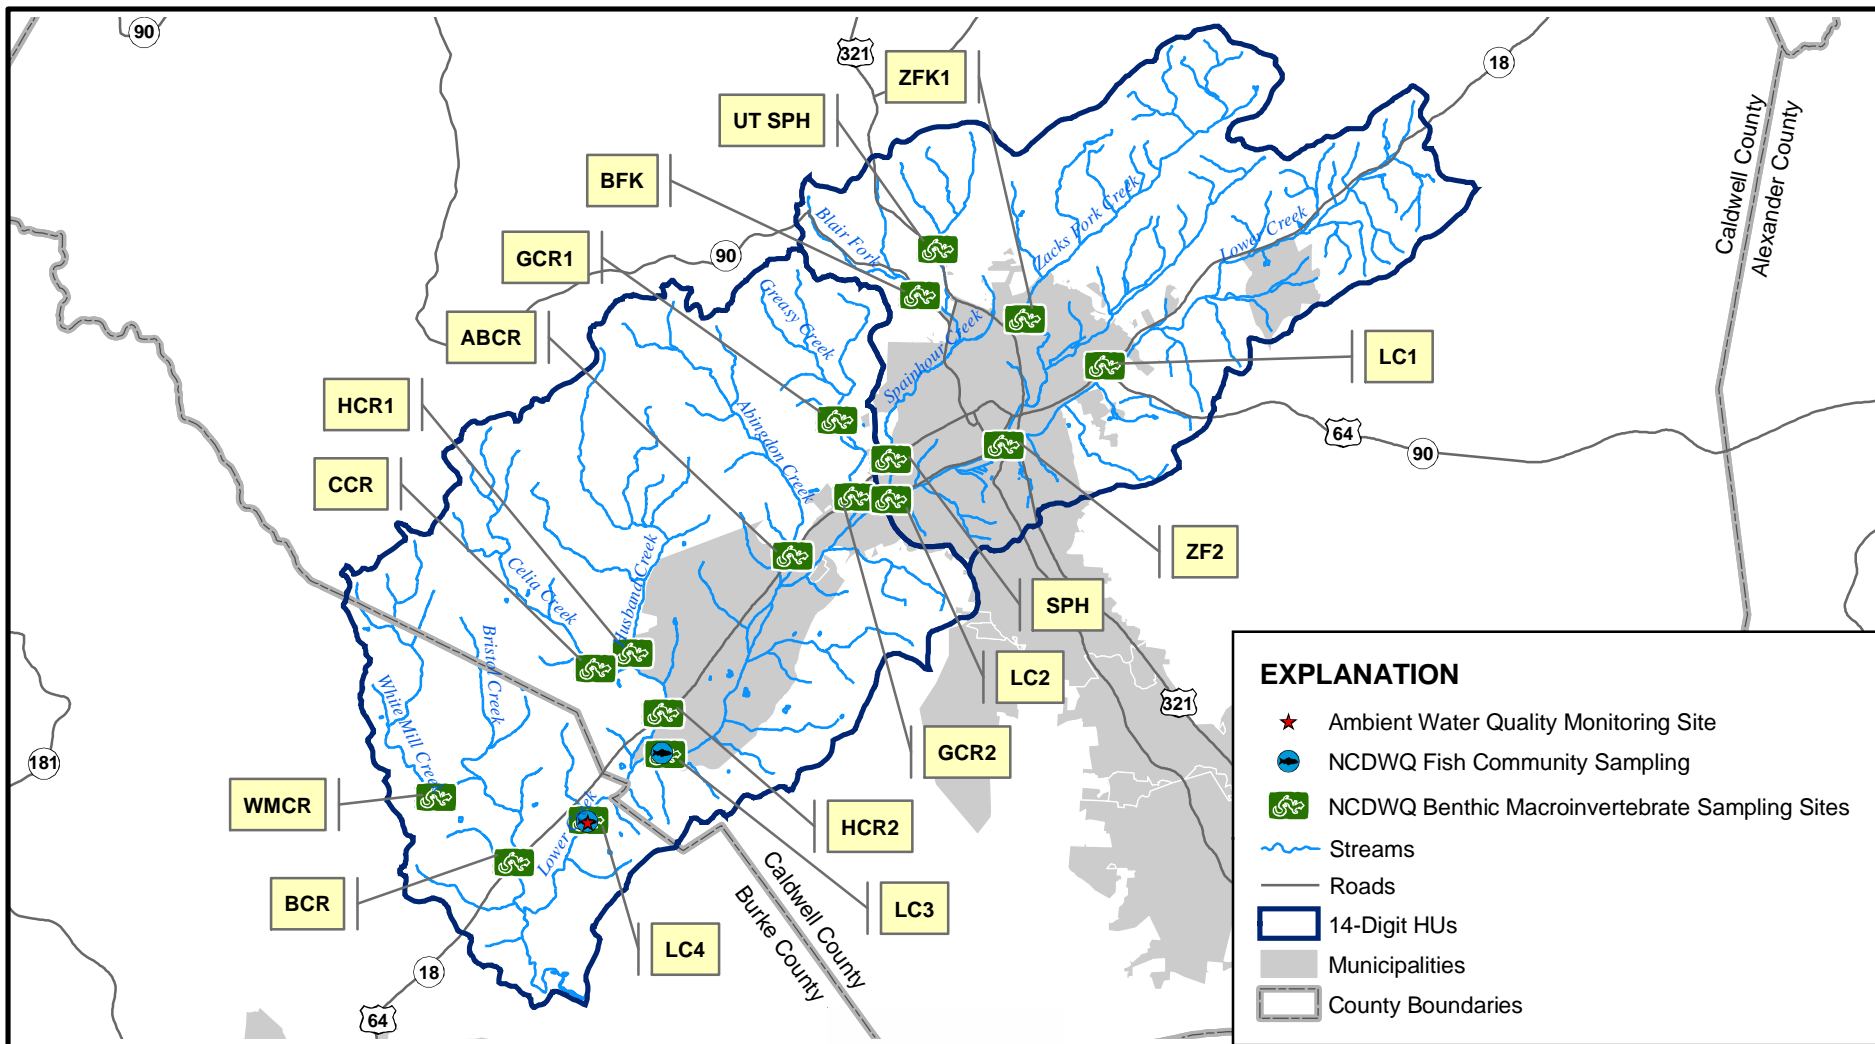 90
321
ZFK1
18
UT SPH
Caldwell County
Alexander County
BFK
Blair Fork
Zacks Fork Creek
Lower Creek
GCR1
90
Greasy Creek
ABCR
Spainhour Creek
LC1
HCR1
Abingdon Creek
64
90
CCR
Celia Creek
Husband Creek
ZF2
SPH
Bristol Creek
White Mill Creek
LC2
321
GCR2
181
WMCR
HCR2
Lower Creek
BCR
LC3
Caldwell County
Burke County
LC4
18
64
EXPLANATION
Ambient Water Quality Monitoring Site
NCDWQ Fish Community Sampling
NCDWQ Benthic Macroinvertebrate Sampling Sites
Streams
Roads
14-Digit HUs
Municipalities
County Boundaries